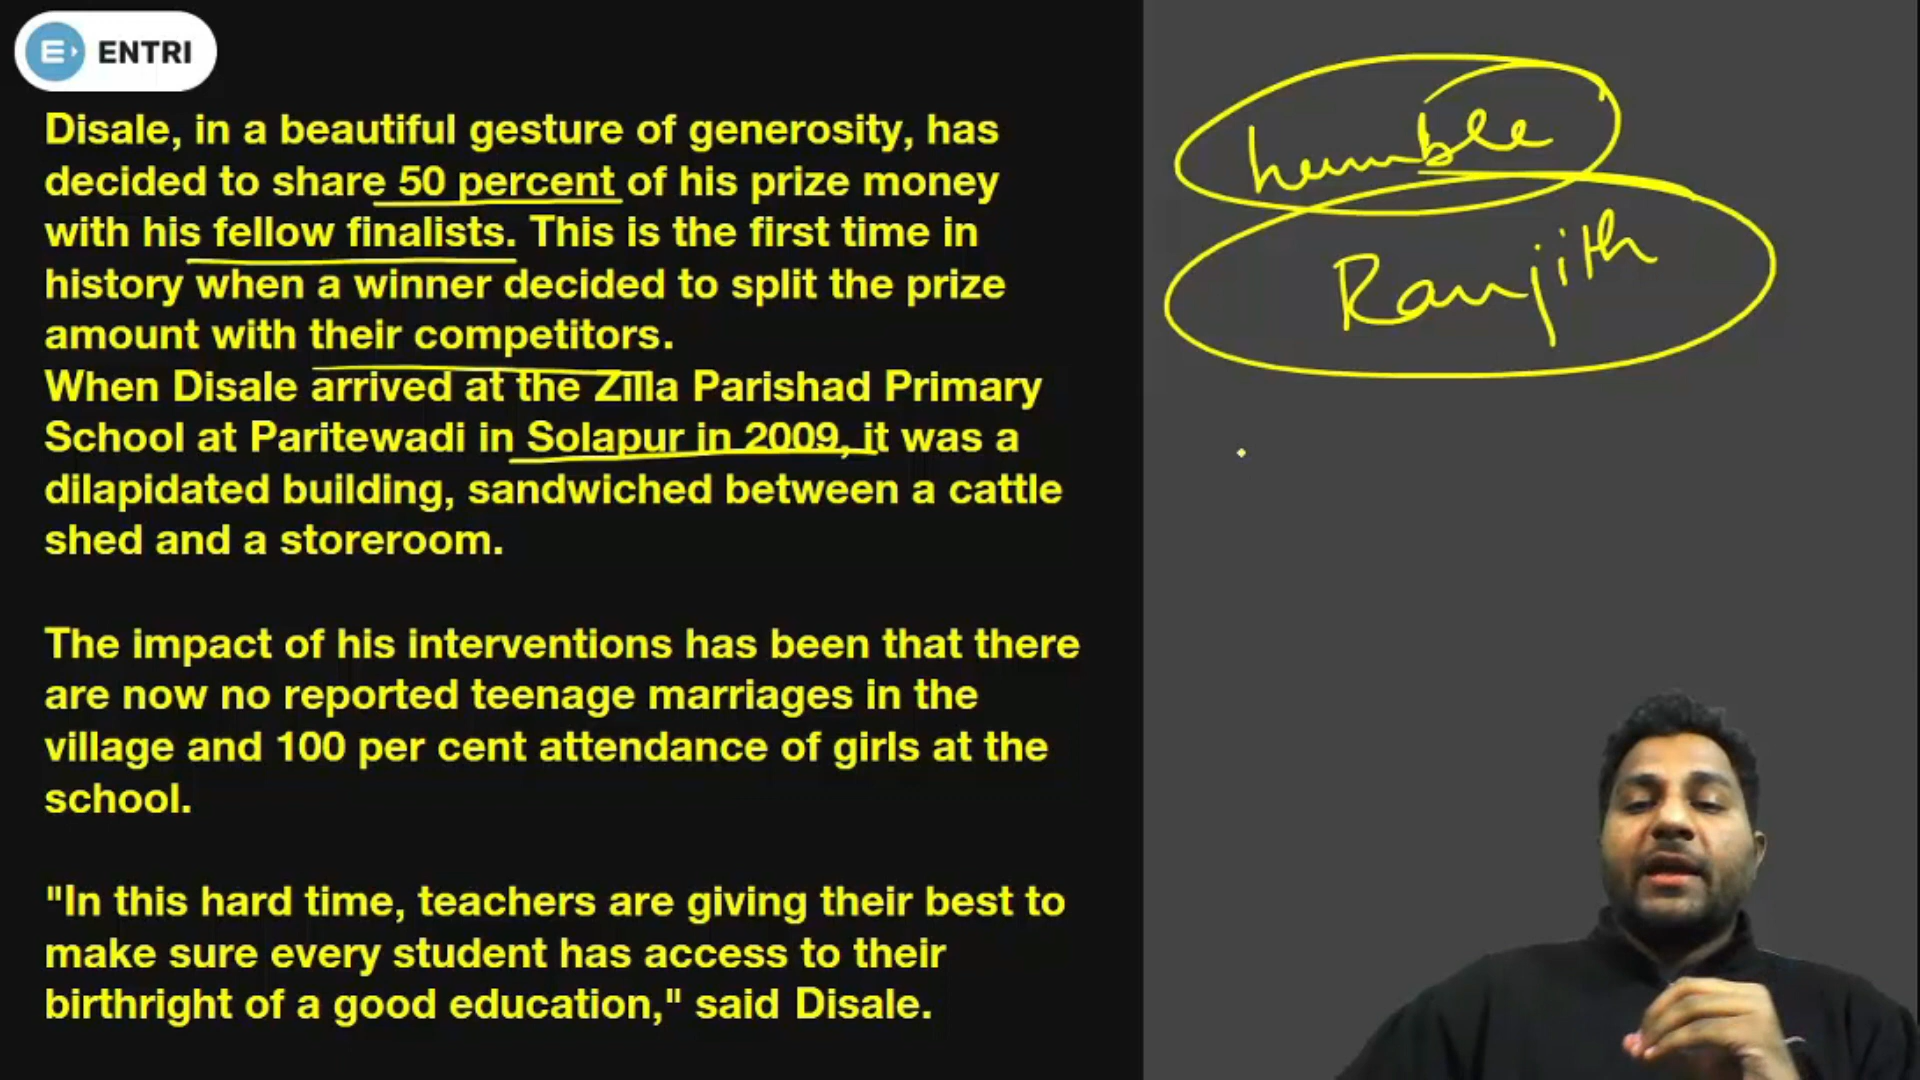 ENTRI
Disale, in a beautiful gesture of generosity, has
decided to share 50 percent of his prize money
with his fellow finalists. This is the first time in
history when a winner decided to split the prize
amount with their competitors.
When Disale arrived at the Zilla Parishad Primary
School at Paritewadi in Solapur in 2009, it was a
dilapidated building, sandwiched between a cattle
shed and a storeroom.
The impact of his interventions has been that there
are now no reported teenage marriages in the
village and 100 per cent attendance of girls at the
school.
"In this hard time, teachers are giving their best to
make sure every student has access to their
birthright of a good education," said Disale.
humble
Ranjith